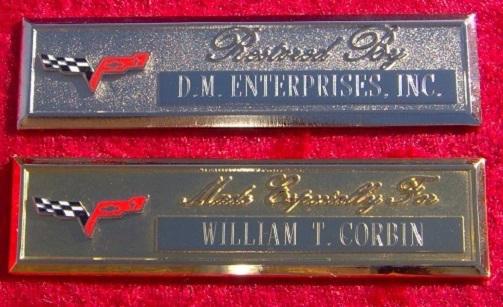 Restored By
D.M. ENTERPRISES, INC.
Made Especially For
WILLIAM T. CORBIN